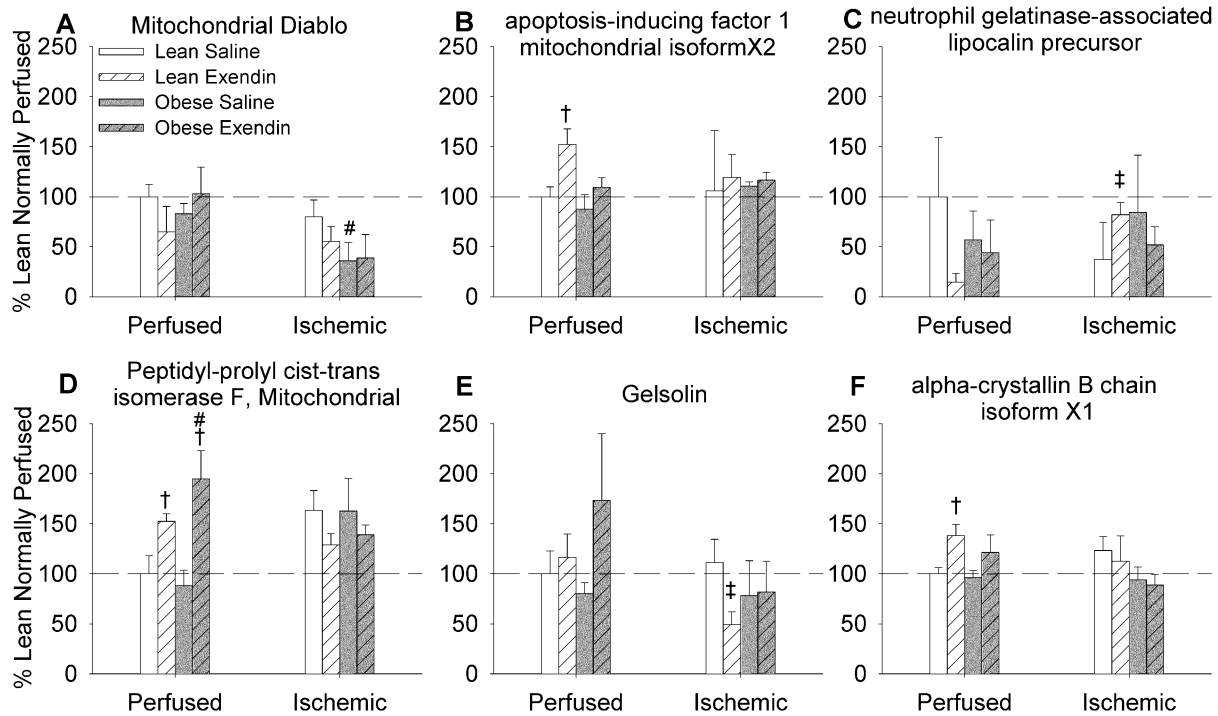 A
Mitochondrial Diablo
% Lean Normally Perfused
250
200
150
100
50
0
Lean Saline
Lean Exendin
Obese Saline
Obese Exendin
#
Perfused
Ischemic
B
apoptosis-inducing factor 1
mitochondrial isoformX2
250
200
150
100
50
0
†
Perfused
Ischemic
C
neutrophil gelatinase-associated
lipocalin precursor
250
200
150
100
50
0
‡
Perfused
Ischemic
D
Peptidyl-prolyl cist-trans
isomerase F, Mitochondrial
% Lean Normally Perfused
250
200
150
100
50
0
†
#
†
Perfused
Ischemic
E
Gelsolin
250
200
150
100
50
0
‡
Perfused
Ischemic
F
alpha-crystallin B chain
isoform X1
250
200
150
100
50
0
†
Perfused
Ischemic